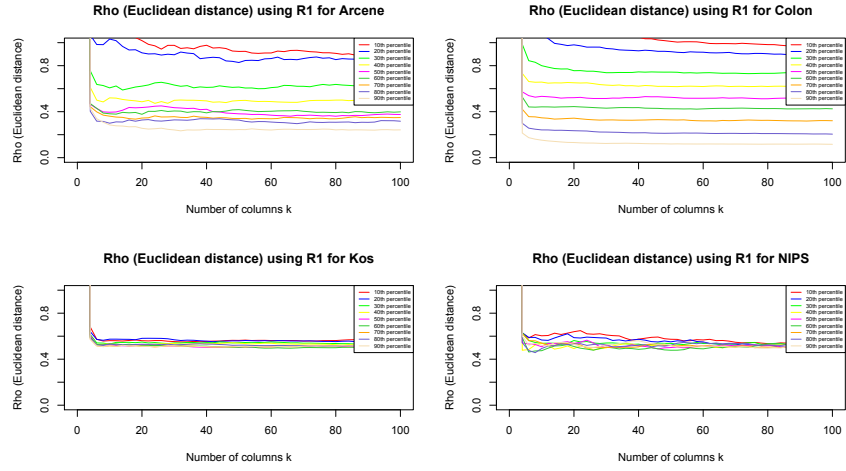 Rho (Euclidean distance) using R1 for Arcene
Rho (Euclidean distance)
0.0 0.4 0.8
10th percentile
20th percentile
30th percentile
40th percentile
50th percentile
60th percentile
70th percentile
80th percentile
90th percentile
0 20 40 60 80 100
Number of columns k
Rho (Euclidean distance) using R1 for Colon
Rho (Euclidean distance)
0.0 0.4 0.8
10th percentile
20th percentile
30th percentile
40th percentile
50th percentile
60th percentile
70th percentile
80th percentile
90th percentile
0 20 40 60 80 100
Number of columns k
Rho (Euclidean distance) using R1 for Kos
Rho (Euclidean distance)
0.0 0.4 0.8
10th percentile
20th percentile
30th percentile
40th percentile
50th percentile
60th percentile
70th percentile
80th percentile
90th percentile
0 20 40 60 80 100
Number of columns k
Rho (Euclidean distance) using R1 for NIPS
Rho (Euclidean distance)
0.0 0.4 0.8
10th percentile
20th percentile
30th percentile
40th percentile
50th percentile
60th percentile
70th percentile
80th percentile
90th percentile
0 20 40 60 80 100
Number of columns k